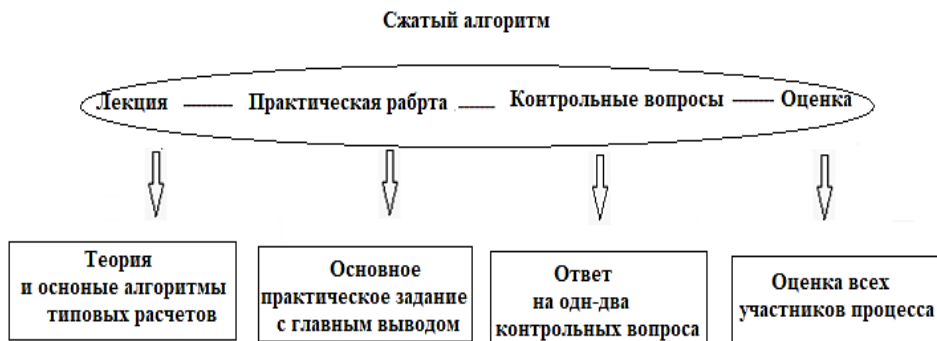 Сжатый алгоритм
Лекция Практическая рабрта Контрольные вопросы Оценка
Теория
и осноные алгоритмы
типовых расчетов
Основное
практическое задание
с главным выводом
Ответ
на одн-два
контрольных вопроса
Оценка всех
участников процесса